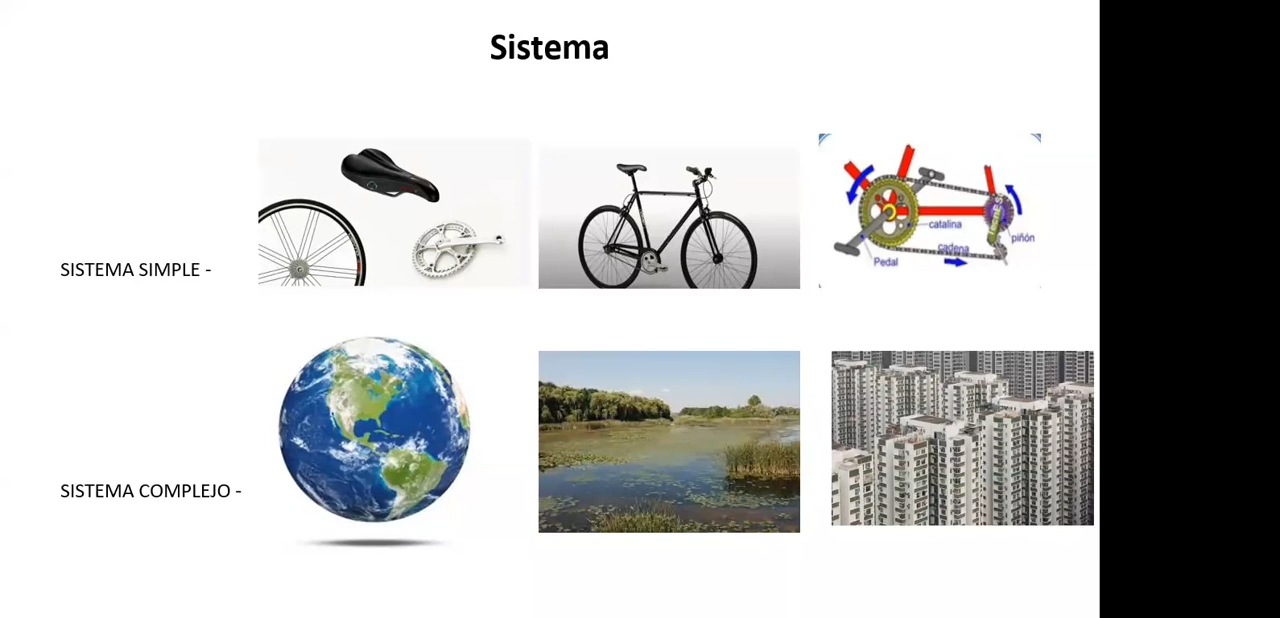 Sistema
SISTEMA SIMPLE -
catalina
cadena
piñón
Pedal
SISTEMA COMPLEJO -